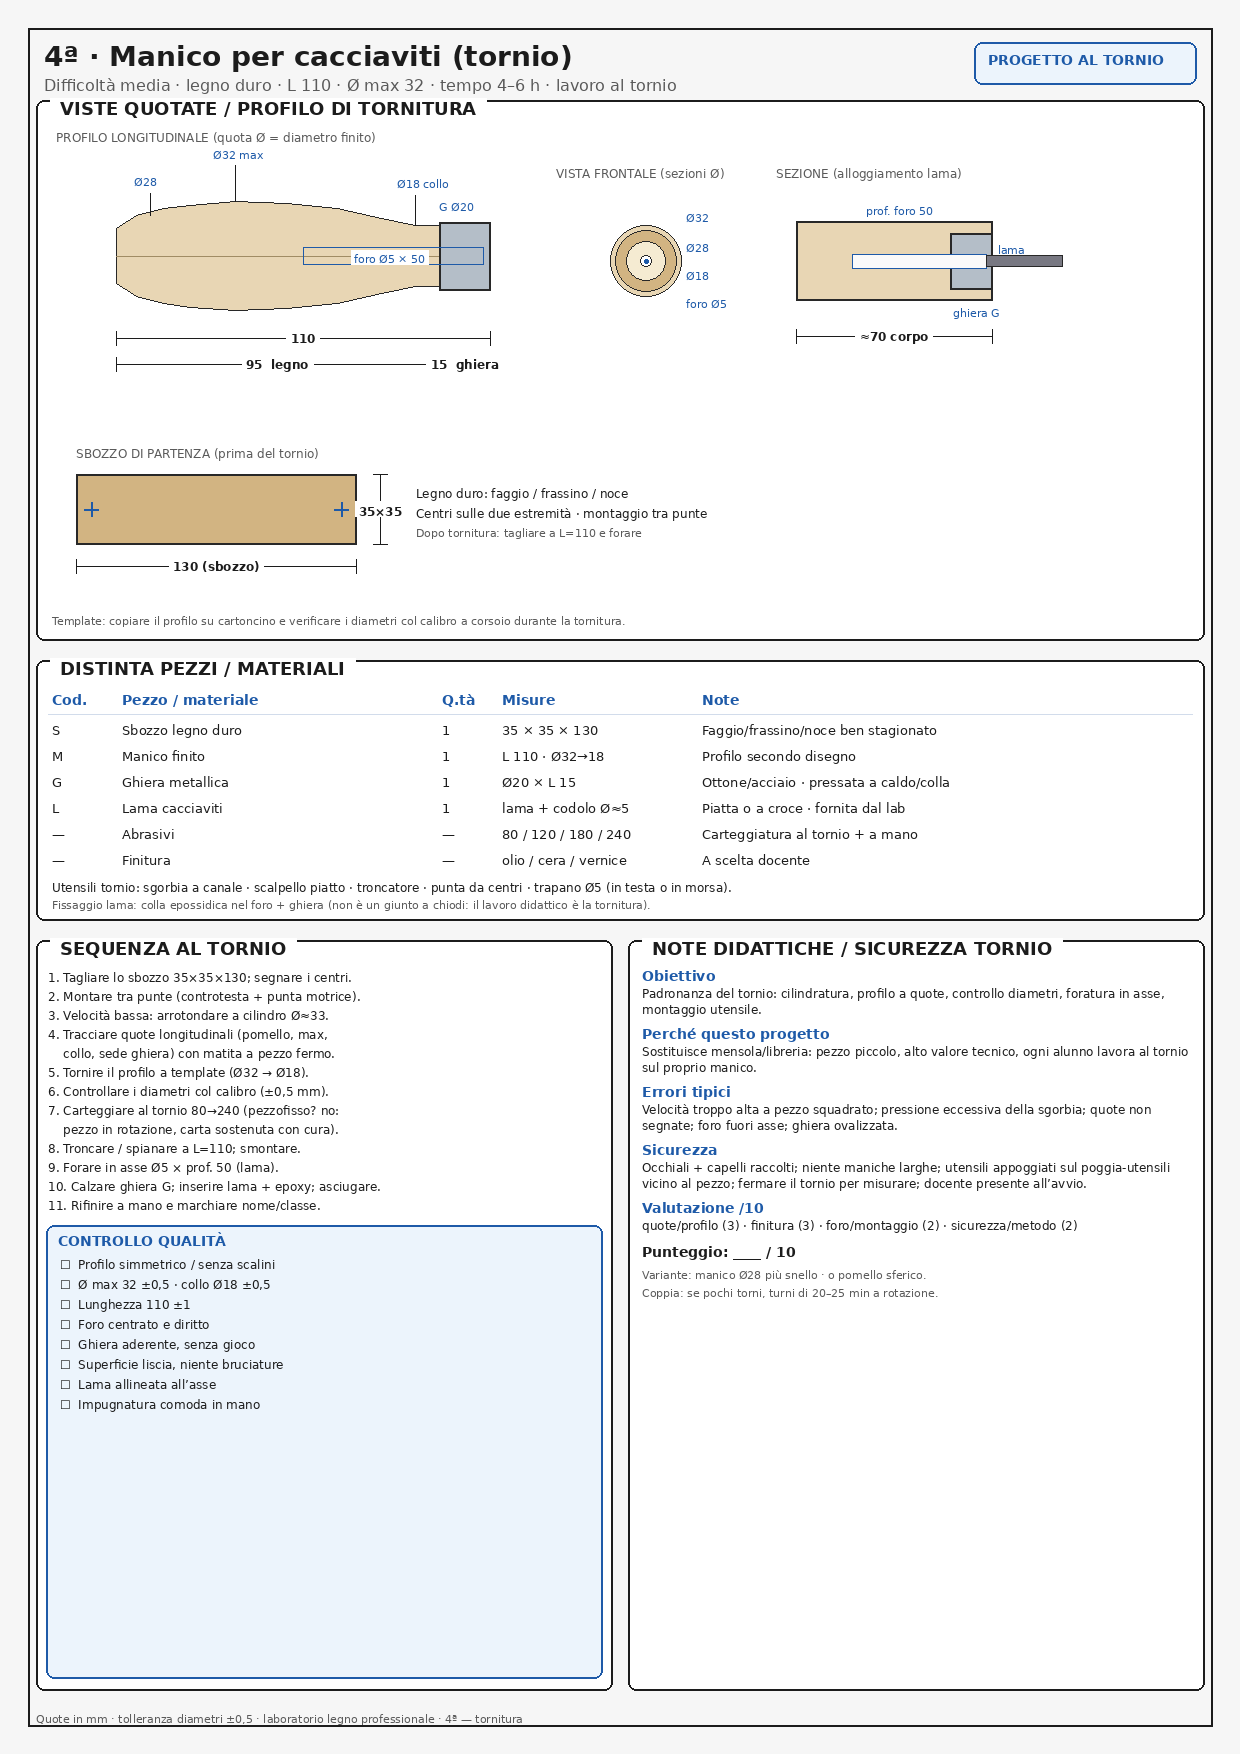 4ª · Manico per cacciaviti (tornio)
Difficoltà media · legno duro · L 110 · Ø max 32 · tempo 4–6 h · lavoro al tornio
PROGETTO AL TORNIO
VISTE QUOTATE / PROFILO DI TORNITURA
PROFILO LONGITUDINALE (quota Ø = diametro finito)
Ø32 max
Ø28
Ø18 collo
G Ø20
foro Ø5 × 50
110
95  legno
15  ghiera
VISTA FRONTALE (sezioni Ø)
Ø32
Ø28
Ø18
foro Ø5
SEZIONE (alloggiamento lama)
prof. foro 50
lama
ghiera G
≈70 corpo
SBOZZO DI PARTENZA (prima del tornio)
35×35
130 (sbozzo)
Legno duro: faggio / frassino / noce
Centri sulle due estremità · montaggio tra punte
Dopo tornitura: tagliare a L=110 e forare
Template: copiare il profilo su cartoncino e verificare i diametri col calibro a corsoio durante la tornitura.
DISTINTA PEZZI / MATERIALI
Cod. Pezzo / materiale Q.tà Misure Note
S Sbozzo legno duro 1 35 × 35 × 130 Faggio/frassino/noce ben stagionato
M Manico finito 1 L 110 · Ø32→18 Profilo secondo disegno
G Ghiera metallica 1 Ø20 × L 15 Ottone/acciaio · pressata a caldo/colla
L Lama cacciaviti 1 lama + codolo Ø≈5 Piatta o a croce · fornita dal lab
— Abrasivi — 80 / 120 / 180 / 240 Carteggiatura al tornio + a mano
— Finitura — olio / cera / vernice A scelta docente
Utensili tornio: sgorbia a canale · scalpello piatto · troncatore · punta da centri · trapano Ø5 (in testa o in morsa).
Fissaggio lama: colla epossidica nel foro + ghiera (non è un giunto a chiodi: il lavoro didattico è la tornitura).
SEQUENZA AL TORNIO
1. Tagliare lo sbozzo 35×35×130; segnare i centri.
2. Montare tra punte (controtesta + punta motrice).
3. Velocità bassa: arrotondare a cilindro Ø≈33.
4. Tracciare quote longitudinali (pomello, max,
collo, sede ghiera) con matita a pezzo fermo.
5. Tornire il profilo a template (Ø32 → Ø18).
6. Controllare i diametri col calibro (±0,5 mm).
7. Carteggiare al tornio 80→240 (pezzofisso? no:
pezzo in rotazione, carta sostenuta con cura).
8. Troncare / spianare a L=110; smontare.
9. Forare in asse Ø5 × prof. 50 (lama).
10. Calzare ghiera G; inserire lama + epoxy; asciugare.
11. Rifinire a mano e marchiare nome/classe.
CONTROLLO QUALITÀ
☐ Profilo simmetrico / senza scalini
☐ Ø max 32 ±0,5 · collo Ø18 ±0,5
☐ Lunghezza 110 ±1
☐ Foro centrato e diritto
☐ Ghiera aderente, senza gioco
☐ Superficie liscia, niente bruciature
☐ Lama allineata all’asse
☐ Impugnatura comoda in mano
NOTE DIDATTICHE / SICUREZZA TORNIO
Obiettivo
Padronanza del tornio: cilindratura, profilo a quote, controllo diametri, foratura in asse,
montaggio utensile.
Perché questo progetto
Sostituisce mensola/libreria: pezzo piccolo, alto valore tecnico, ogni alunno lavora al tornio
sul proprio manico.
Errori tipici
Velocità troppo alta a pezzo squadrato; pressione eccessiva della sgorbia; quote non
segnate; foro fuori asse; ghiera ovalizzata.
Sicurezza
Occhiali + capelli raccolti; niente maniche larghe; utensili appoggiati sul poggia-utensili
vicino al pezzo; fermare il tornio per misurare; docente presente all’avvio.
Valutazione /10
quote/profilo (3) · finitura (3) · foro/montaggio (2) · sicurezza/metodo (2)
Punteggio: ____ / 10
Variante: manico Ø28 più snello · o pomello sferico.
Coppia: se pochi torni, turni di 20–25 min a rotazione.
Quote in mm · tolleranza diametri ±0,5 · laboratorio legno professionale · 4ª — tornitura